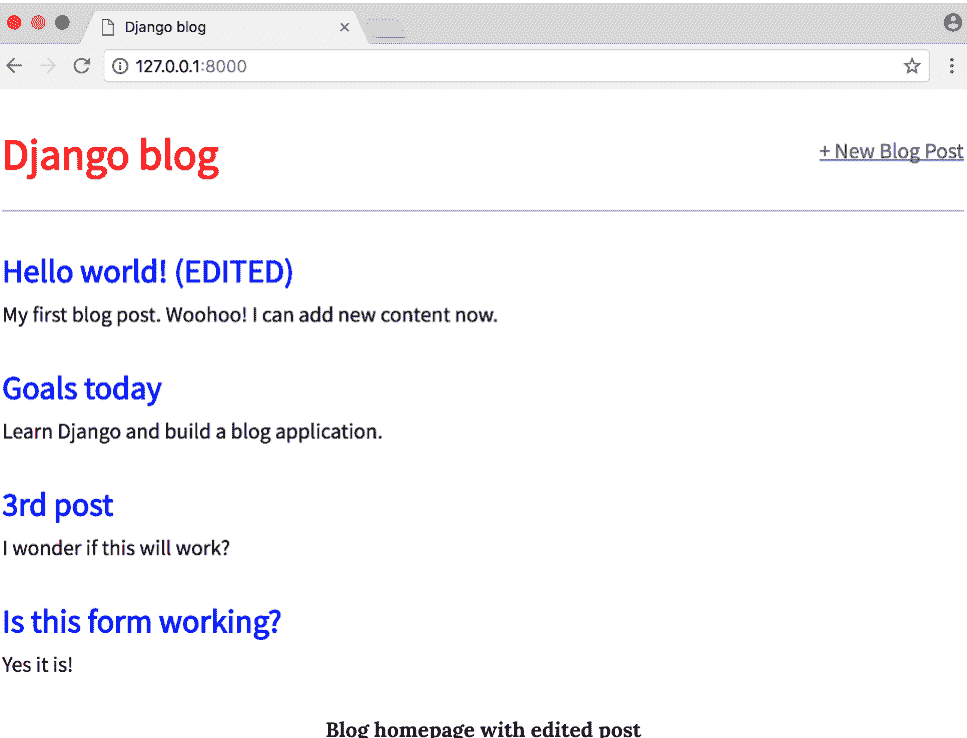 Django blog
127.0.0.1:8000
Django blog
+ New Blog Post
Hello world! (EDITED)
My first blog post. Woohoo! I can add new content now.
Goals today
Learn Django and build a blog application.
3rd post
I wonder if this will work?
Is this form working?
Yes it is!
Blog homepage with edited post